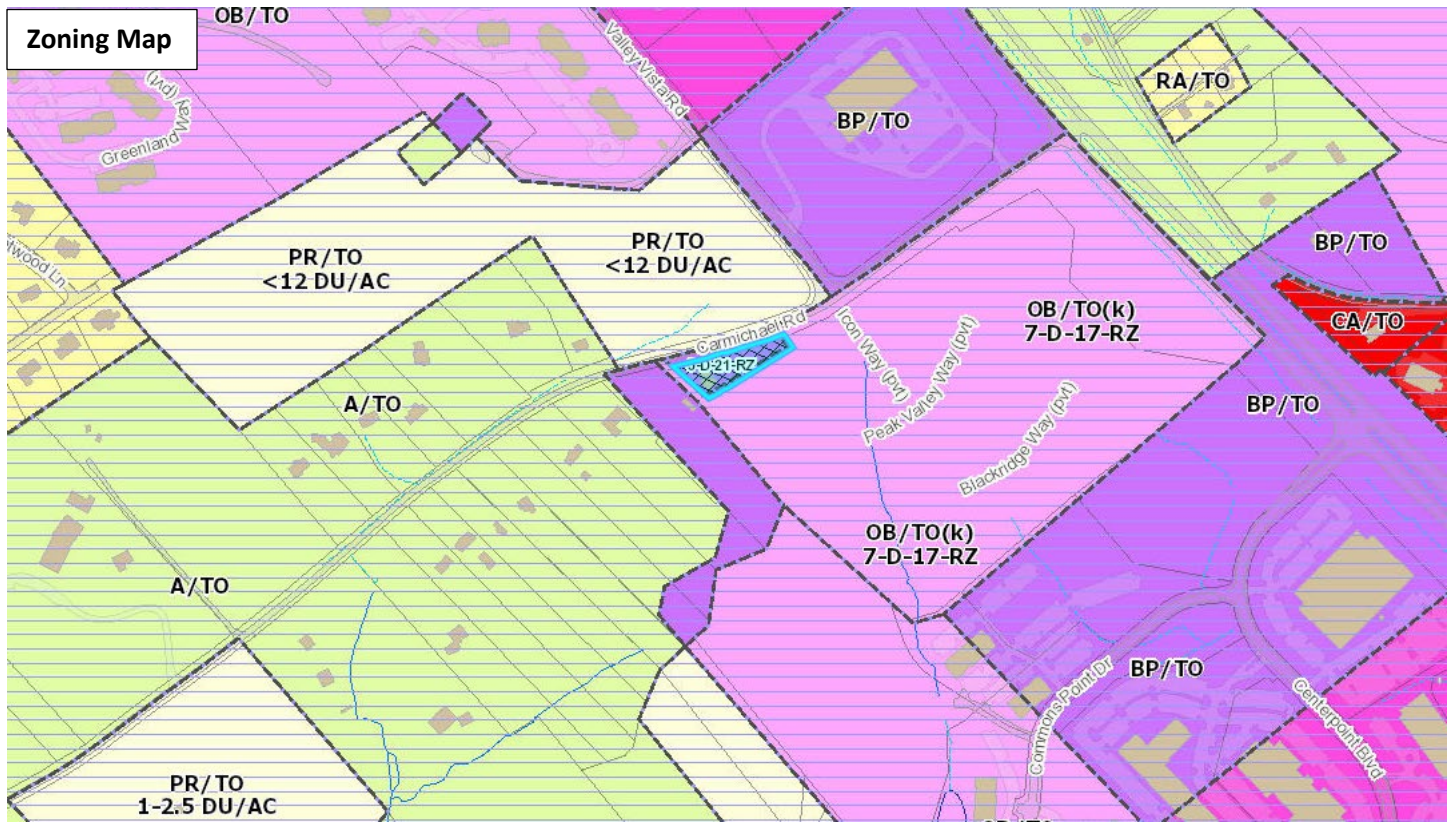 Zoning Map
OB/TO
Valley Vista Rd
Greenland Way (pvt)
BP/TO
RA/TO
PR/TO
<12 DU/AC
PR/TO
<12 DU/AC
BP/TO
OB/TO(k)
7-D-17-RZ
CA/TO
Carmichael Rd
Icon Way (pvt)
-D-21-RZ
Peak Valley Way (pvt)
A/TO
BP/TO
Blackridge Way (pvt)
OB/TO(k)
7-D-17-RZ
A/TO
BP/TO
Commons Point Dr
Centerpoint Blvd
PR/TO
1-2.5 DU/AC